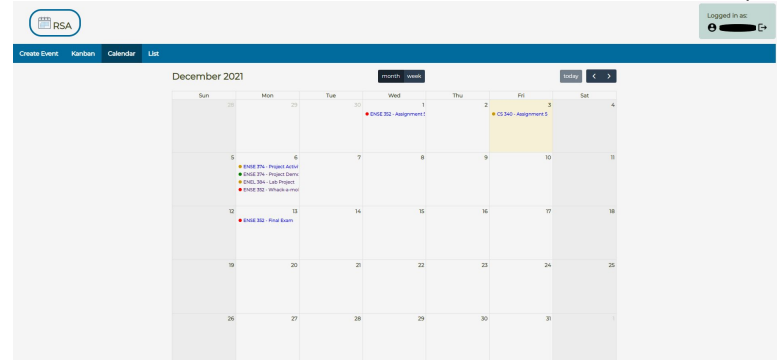 RSA
Logged in as:
Create Event Kanban Calendar List
December 2021
month week
today
Sun Mon Tue Wed Thu Fri Sat
28 29 30 1 2 3 4
ENSE 352 - Assignment 5
CS 340 - Assignment 5
5 6 7 8 9 10 11
ENSE 374 - Project Activi
ENSE 374 - Project Demo
ENEL 384 - Lab Project
ENSE 352 - Whack-a-mol
12 13 14 15 16 17 18
ENSE 352 - Final Exam
19 20 21 22 23 24 25
26 27 28 29 30 31 1